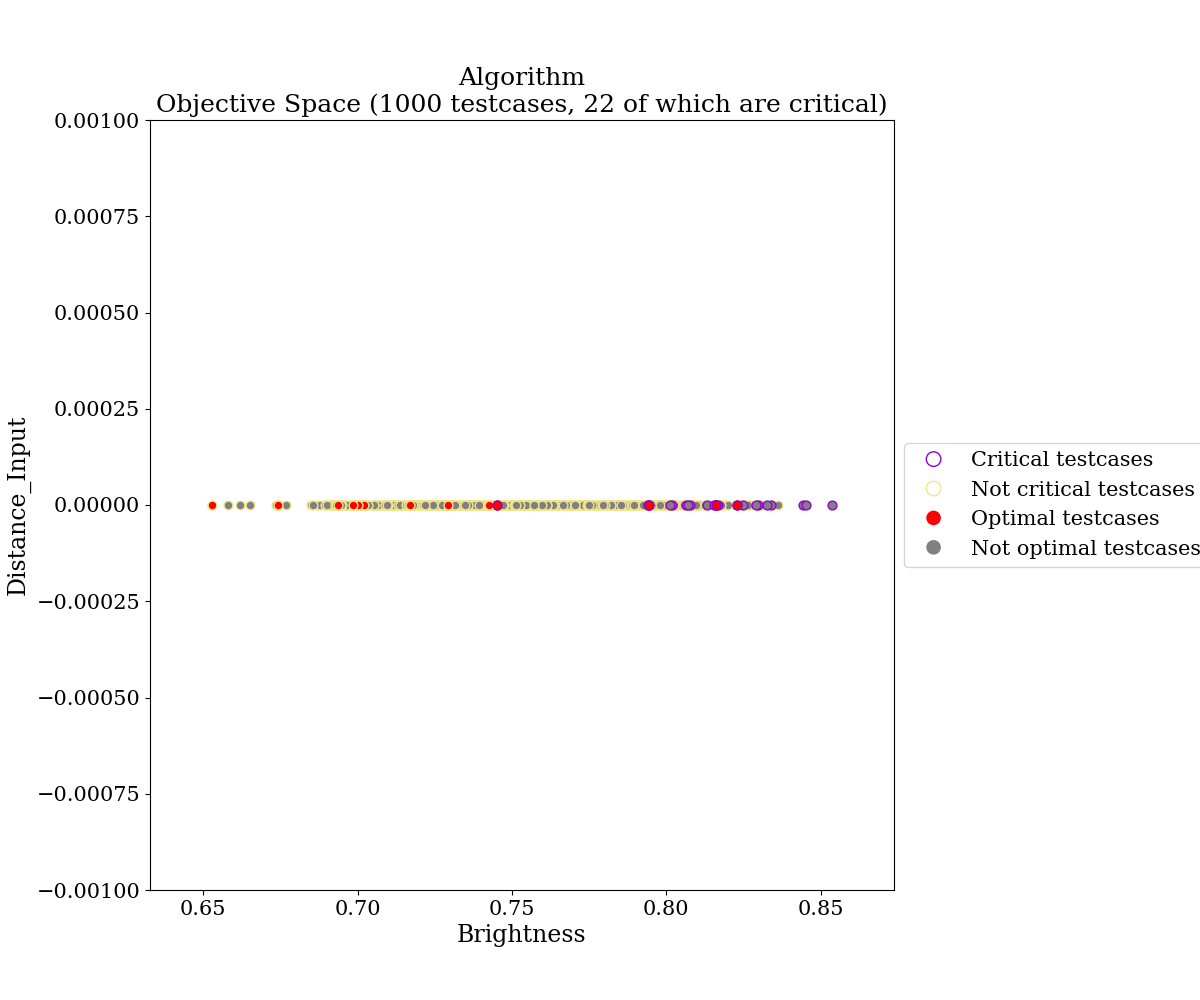 Algorithm
Objective Space (1000 testcases, 22 of which are critical)
0.00100
0.00075
0.00050
0.00025
0.00000
−0.00025
−0.00050
−0.00075
−0.00100
Distance_Input
0.65
0.70
0.75
0.80
0.85
Brightness
Critical testcases
Not critical testcases
Optimal testcases
Not optimal testcases